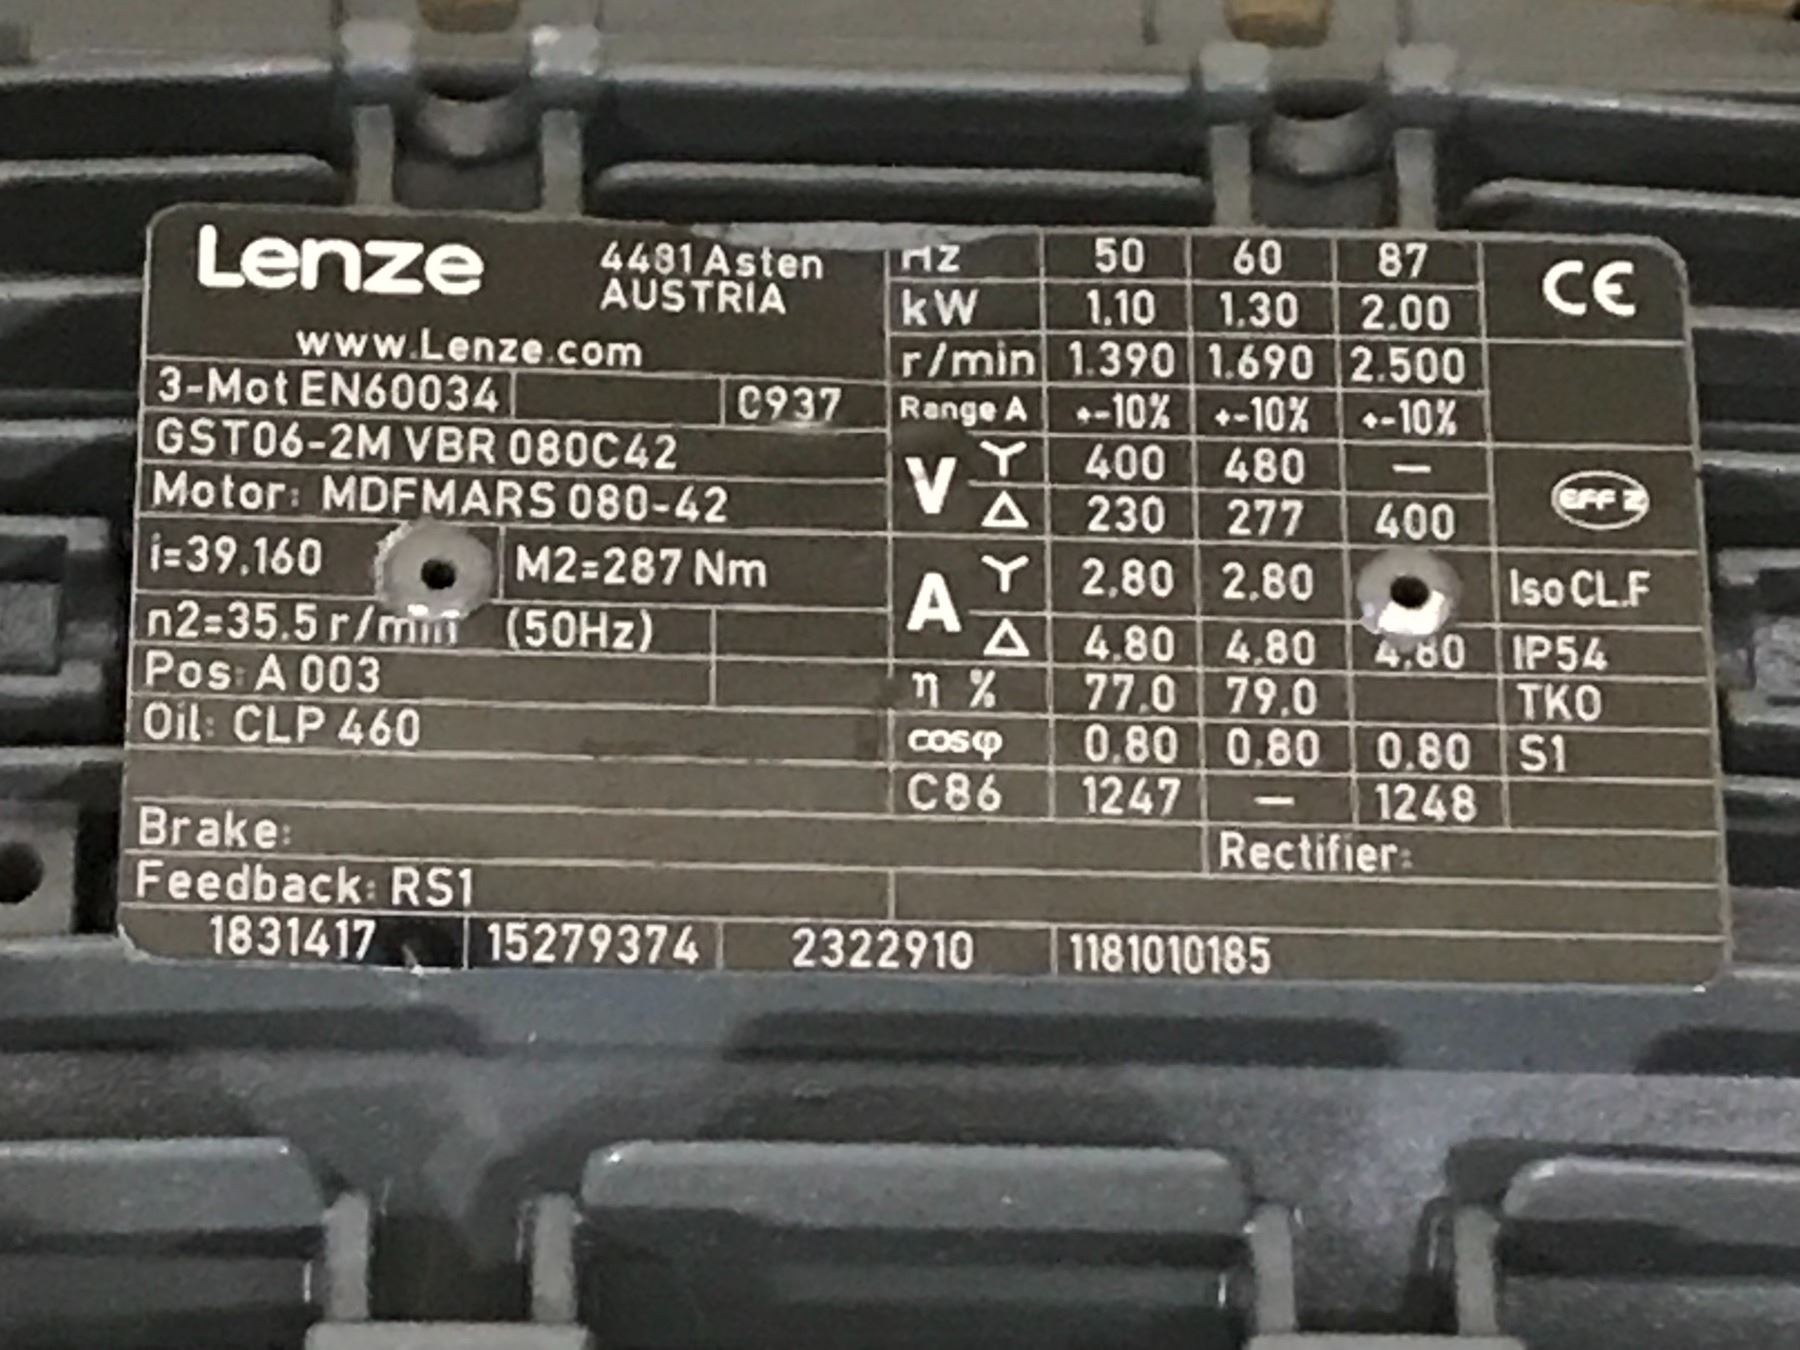 Lenze
4481 Asten
AUSTRIA
www.Lenze.com
3-Mot EN60034 C937
GST06-2M VBR 080C42
Motor: MDFMARS 080-42
i=39.160 M2=287 Nm
n2=35.5 r/min (50Hz)
Pos: A 003
Oil: CLP 460
Brake:
Rectifier:
Feedback: RS1
1831417 15279374 2322910 1181010185
Hz 50 60 87
kW 1.10 1.30 2.00
r/min 1.390 1.690 2.500
Range A +-10% +-10% +-10%
V Y 400 480 —
Δ 230 277 400
A Y 2.80 2.80
Δ 4.80 4.80 4.80
η % 77.0 79.0
cosφ 0.80 0.80 0.80
C86 1247 — 1248
CE
EFF 2
Iso CL.F
IP54
TKO
S1